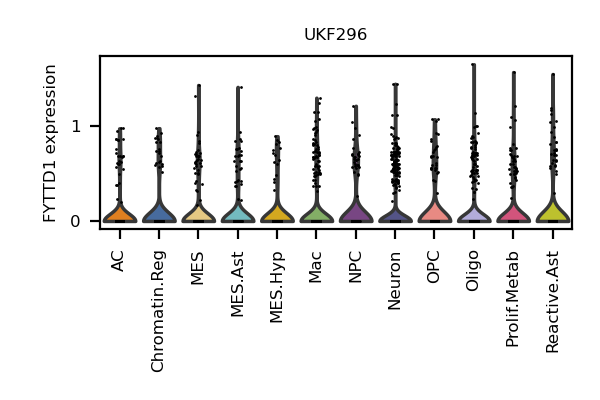 UKF296
FYTTD1 expression
1
0
AC
Chromatin.Reg
MES
MES.Ast
MES.Hyp
Mac
NPC
Neuron
OPC
Oligo
Prolif.Metab
Reactive.Ast